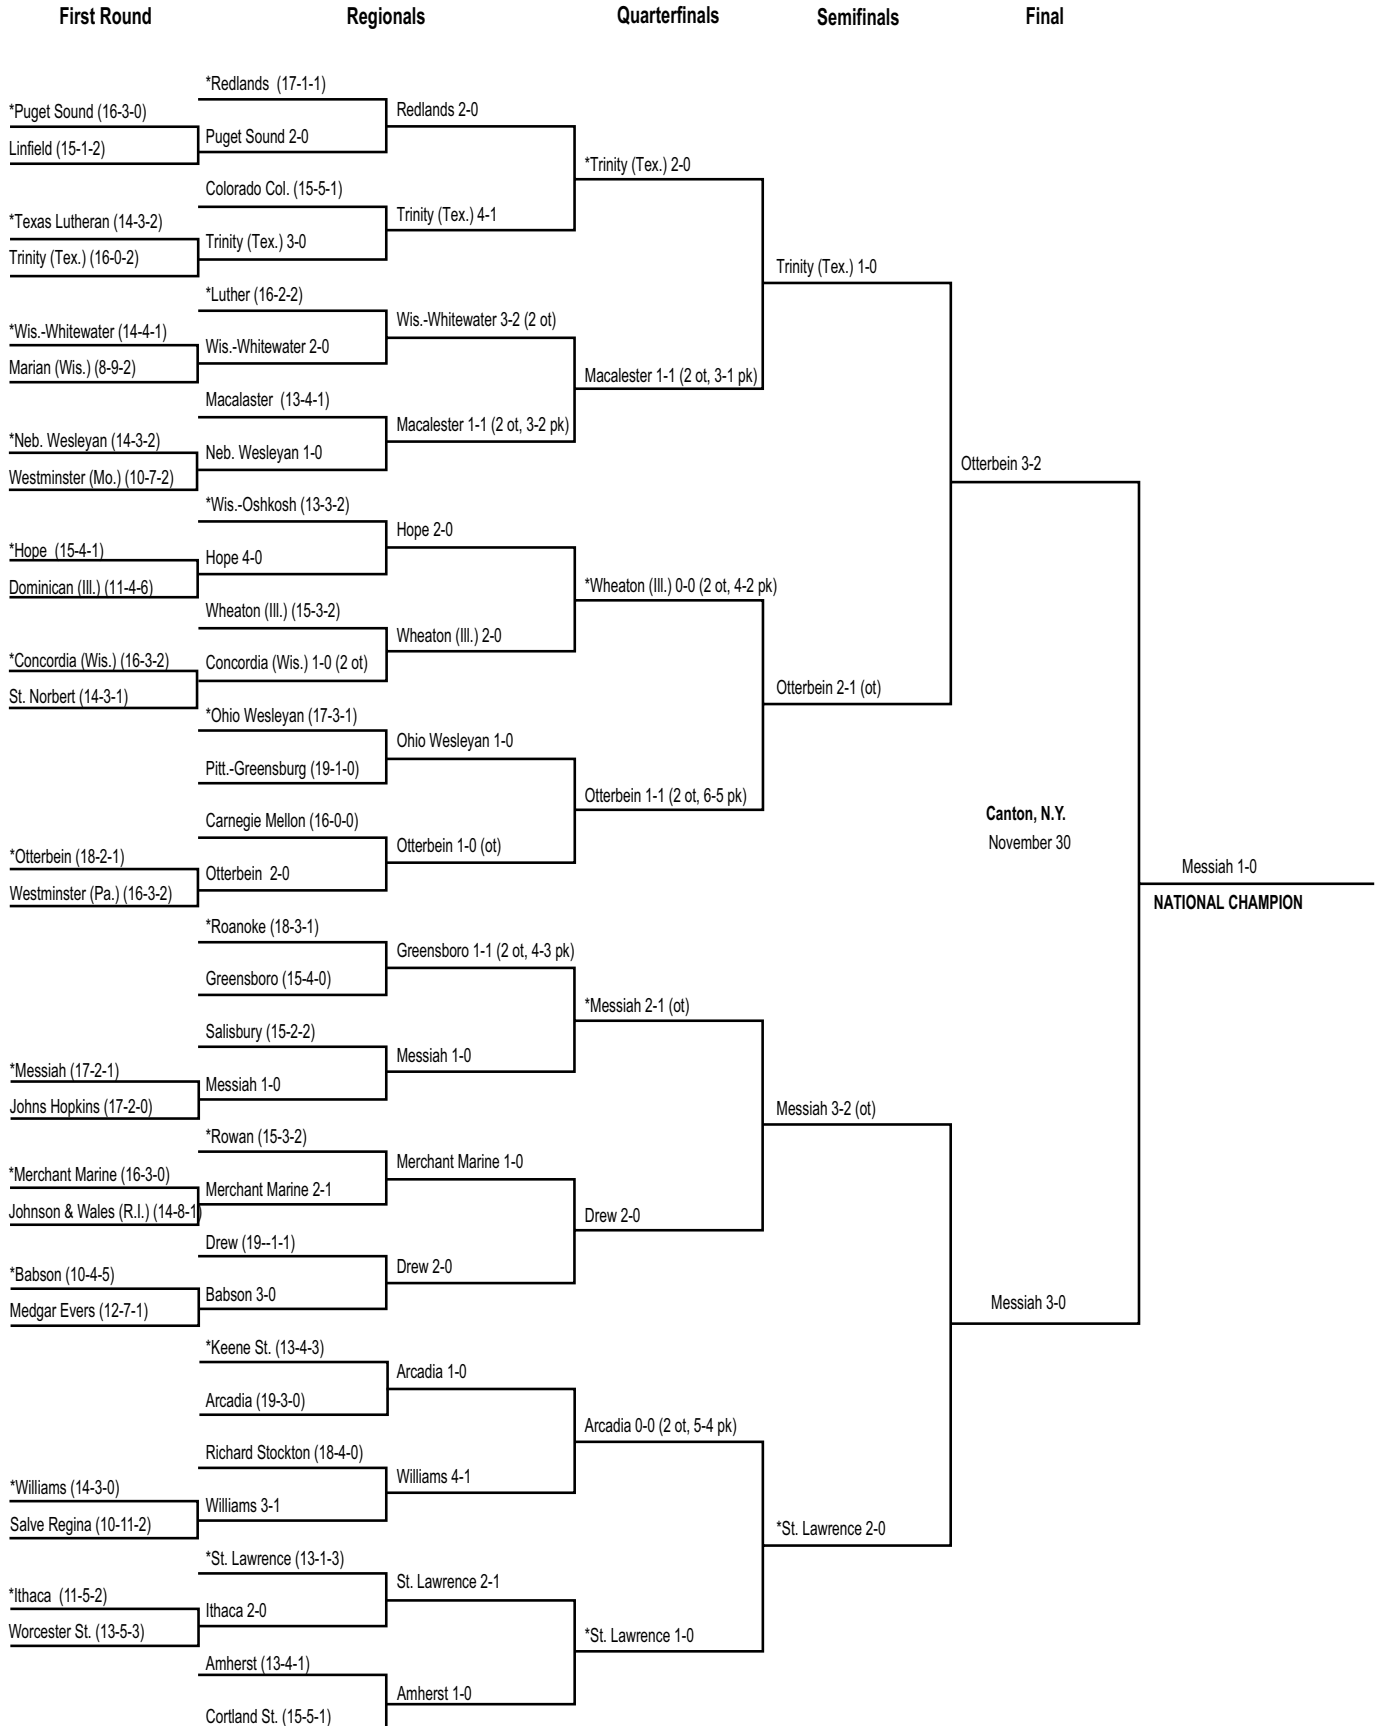 First Round
Regionals
Quarterfinals
Semifinals
Final
*Redlands (17-1-1)
*Puget Sound (16-3-0)
Redlands 2-0
Puget Sound 2-0
Linfield (15-1-2)
*Trinity (Tex.) 2-0
Colorado Col. (15-5-1)
*Texas Lutheran (14-3-2)
Trinity (Tex.) 4-1
Trinity (Tex.) 3-0
Trinity (Tex.) (16-0-2)
Trinity (Tex.) 1-0
*Luther (16-2-2)
*Wis.-Whitewater (14-4-1)
Wis.-Whitewater 3-2 (2 ot)
Wis.-Whitewater 2-0
Marian (Wis.) (8-9-2)
Macalester 1-1 (2 ot, 3-1 pk)
Macalaster (13-4-1)
*Neb. Wesleyan (14-3-2)
Macalester 1-1 (2 ot, 3-2 pk)
Neb. Wesleyan 1-0
Westminster (Mo.) (10-7-2)
Otterbein 3-2
*Wis.-Oshkosh (13-3-2)
Hope 2-0
*Hope (15-4-1)
Hope 4-0
Dominican (Ill.) (11-4-6)
*Wheaton (Ill.) 0-0 (2 ot, 4-2 pk)
Wheaton (Ill.) (15-3-2)
Wheaton (Ill.) 2-0
*Concordia (Wis.) (16-3-2)
Concordia (Wis.) 1-0 (2 ot)
St. Norbert (14-3-1)
Otterbein 2-1 (ot)
*Ohio Wesleyan (17-3-1)
Ohio Wesleyan 1-0
Pitt.-Greensburg (19-1-0)
Otterbein 1-1 (2 ot, 6-5 pk)
Canton, N.Y.
Carnegie Mellon (16-0-0)
November 30
Otterbein 1-0 (ot)
*Otterbein (18-2-1)
Otterbein 2-0
Messiah 1-0
Westminster (Pa.) (16-3-2)
NATIONAL CHAMPION
*Roanoke (18-3-1)
Greensboro 1-1 (2 ot, 4-3 pk)
Greensboro (15-4-0)
*Messiah 2-1 (ot)
Salisbury (15-2-2)
Messiah 1-0
*Messiah (17-2-1)
Messiah 1-0
Johns Hopkins (17-2-0)
Messiah 3-2 (ot)
*Rowan (15-3-2)
Merchant Marine 1-0
*Merchant Marine (16-3-0)
Merchant Marine 2-1
Johnson & Wales (R.I.) (14-8-1)
Drew 2-0
Drew (19--1-1)
Drew 2-0
*Babson (10-4-5)
Babson 3-0
Medgar Evers (12-7-1)
Messiah 3-0
*Keene St. (13-4-3)
Arcadia 1-0
Arcadia (19-3-0)
Arcadia 0-0 (2 ot, 5-4 pk)
Richard Stockton (18-4-0)
Williams 4-1
*Williams (14-3-0)
Williams 3-1
Salve Regina (10-11-2)
*St. Lawrence 2-0
*St. Lawrence (13-1-3)
St. Lawrence 2-1
*Ithaca (11-5-2)
Ithaca 2-0
Worcester St. (13-5-3)
*St. Lawrence 1-0
Amherst (13-4-1)
Amherst 1-0
Cortland St. (15-5-1)